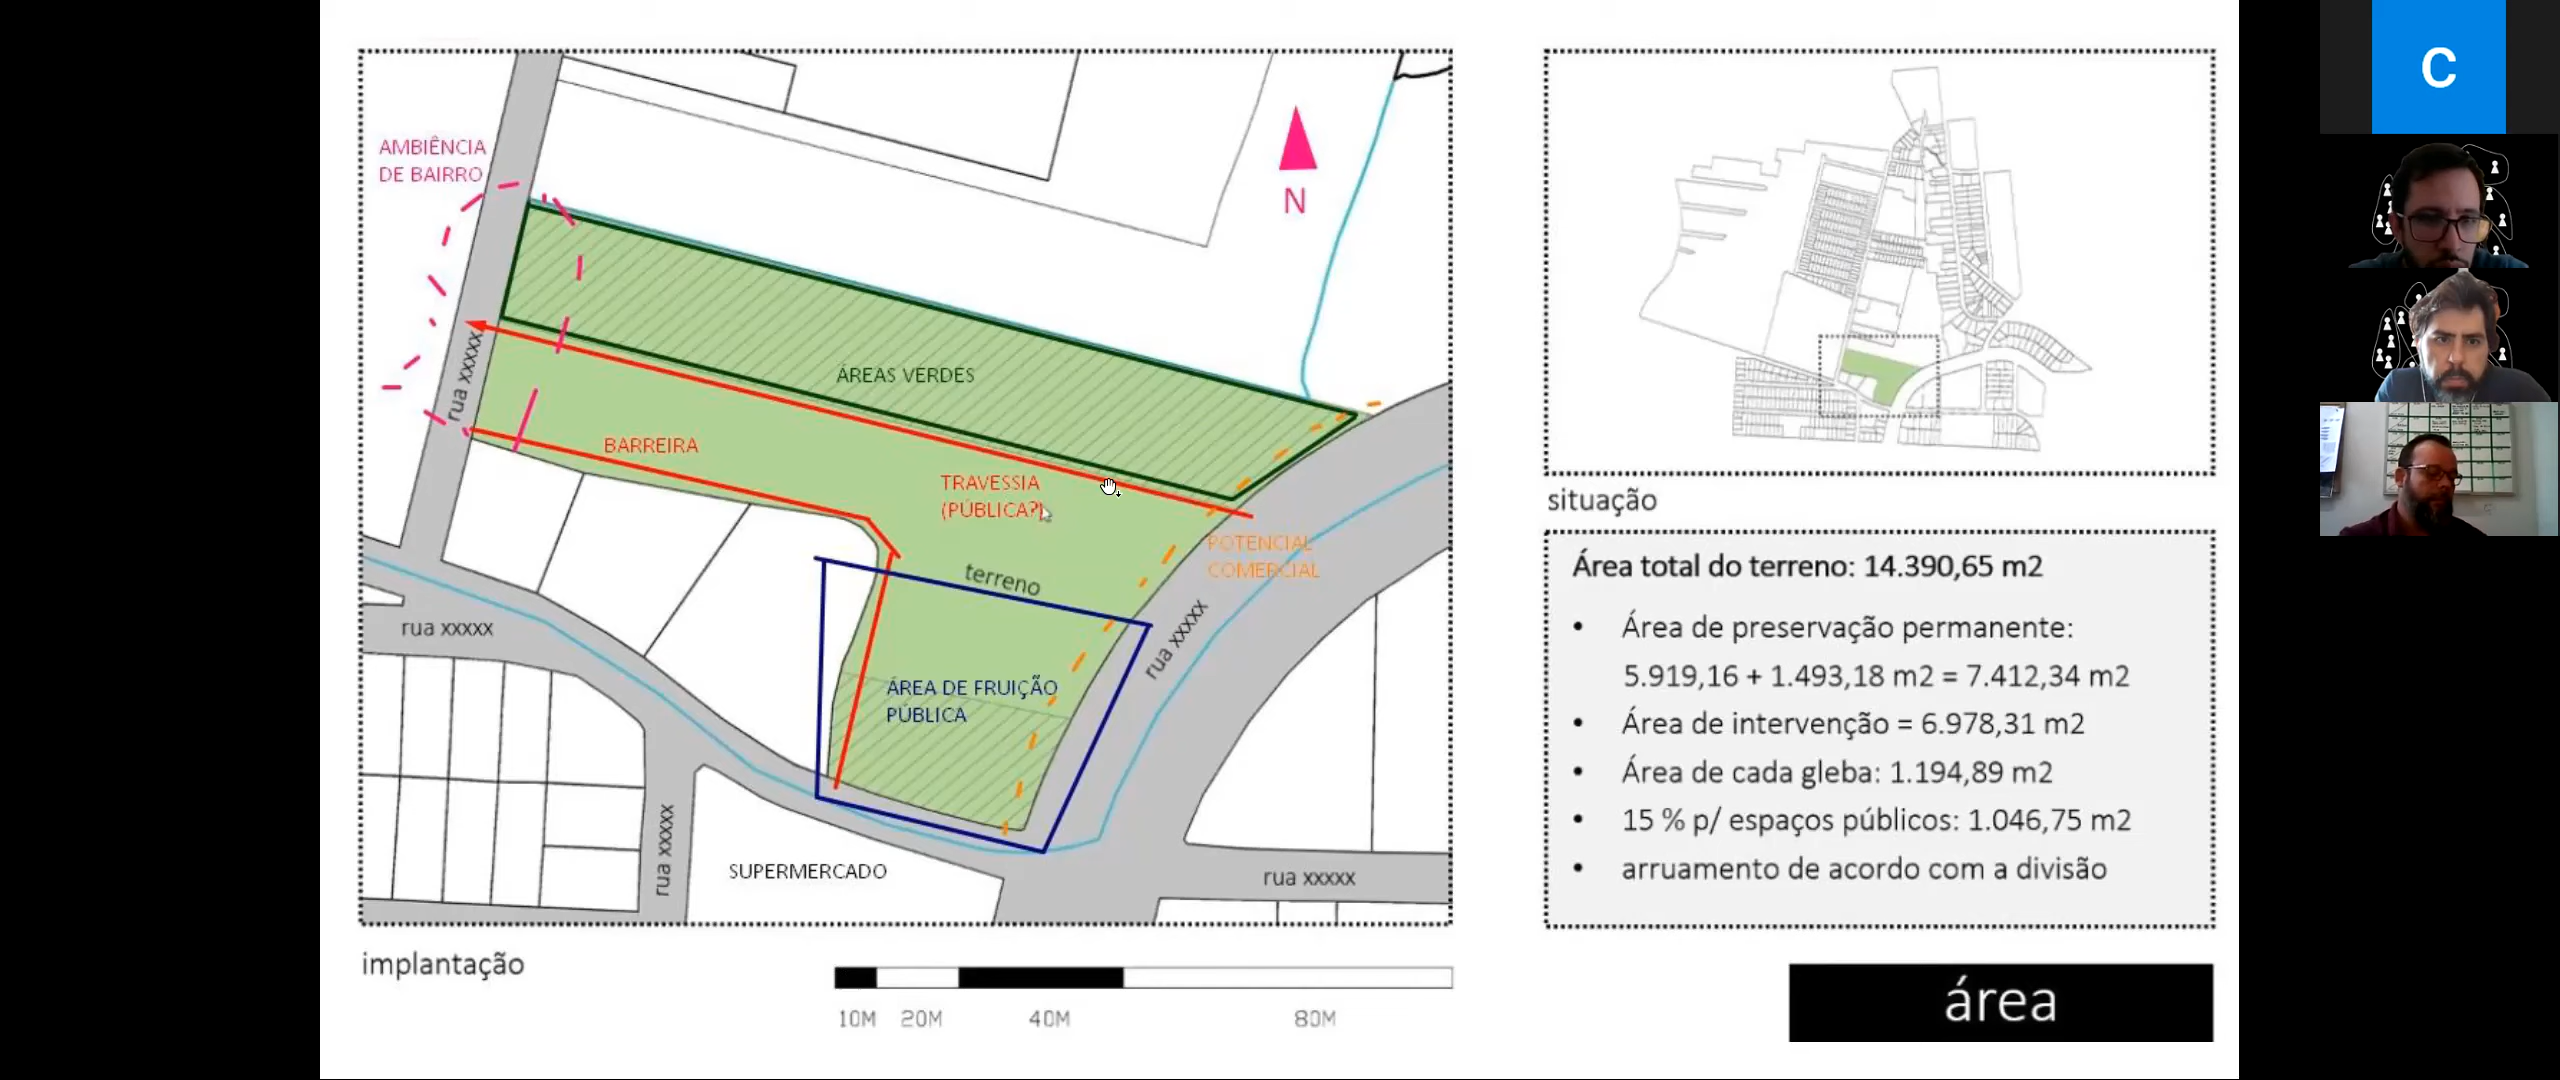 AMBIÊNCIA
DE BAIRRO
N
rua xxxxx
ÁREAS VERDES
BARREIRA
TRAVESSIA
(PÚBLICA?)
POTENCIAL
COMERCIAL
terreno
rua xxxxx
rua xxxxx
ÁREA DE FRUIÇÃO
PÚBLICA
rua xxxxx
SUPERMERCADO
rua xxxxx
implantação
10M 20M 40M 80M
situação
Área total do terreno: 14.390,65 m2
• Área de preservação permanente:
5.919,16 + 1.493,18 m2 = 7.412,34 m2
• Área de intervenção = 6.978,31 m2
• Área de cada gleba: 1.194,89 m2
• 15 % p/ espaços públicos: 1.046,75 m2
• arruamento de acordo com a divisão
área
C